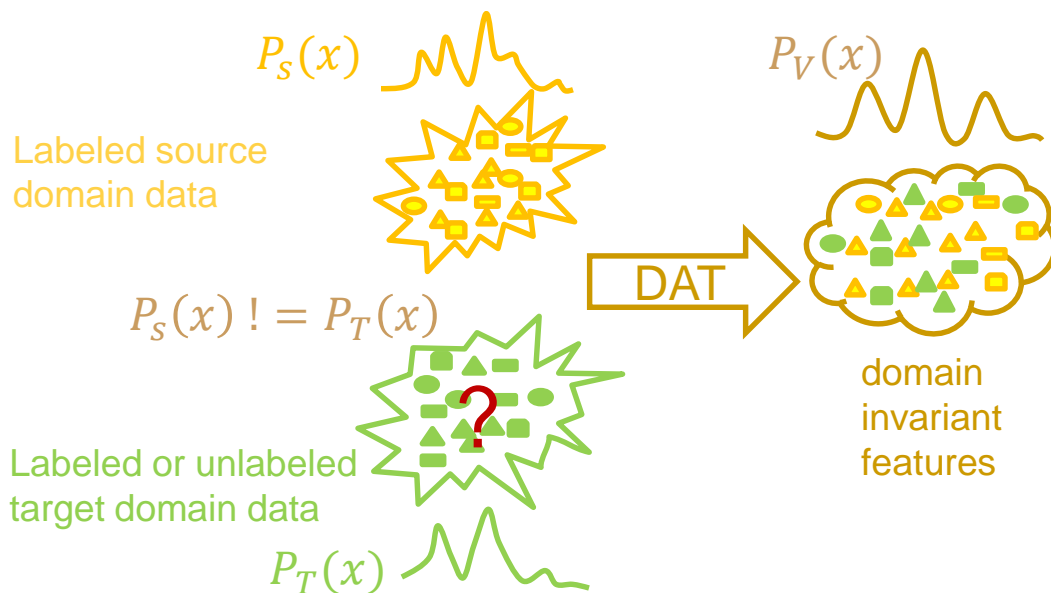 P_s(x)
P_V(x)
Labeled source
domain data
DAT
P_s(x) ! = P_T(x)
?
domain
invariant
features
Labeled or unlabeled
target domain data
P_T(x)